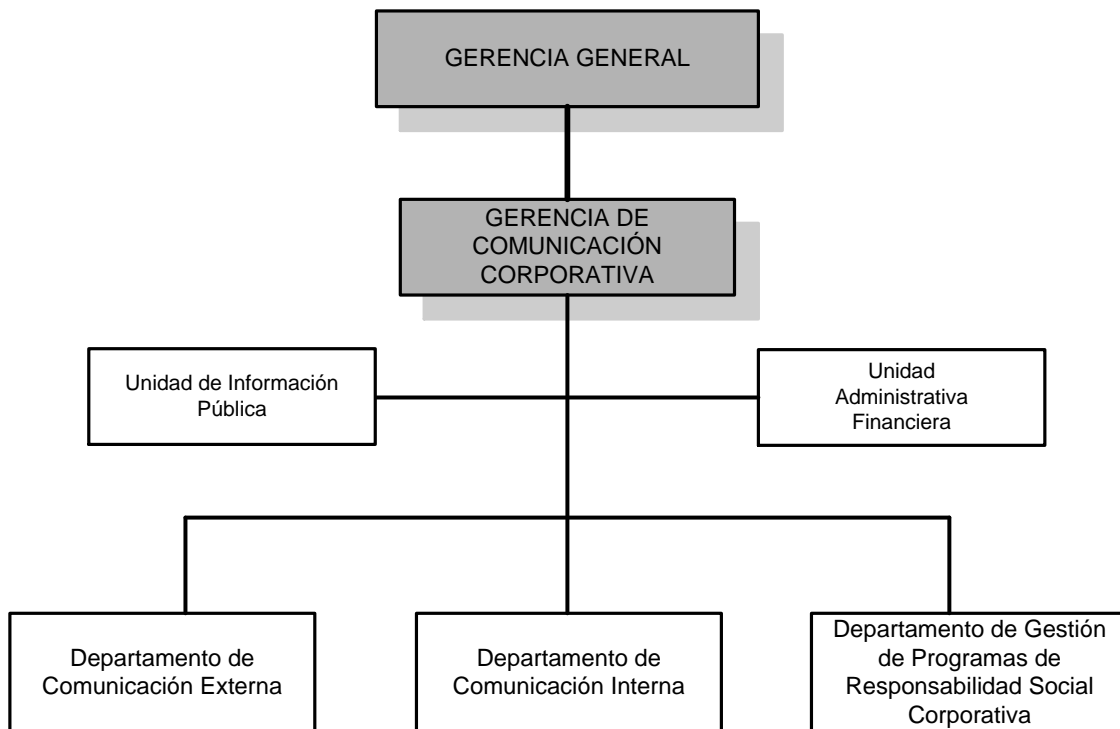 GERENCIA GENERAL
GERENCIA DE
COMUNICACIÓN
CORPORATIVA
Unidad de Información
Pública
Unidad
Administrativa
Financiera
Departamento de
Comunicación Externa
Departamento de
Comunicación Interna
Departamento de Gestión
de Programas de
Responsabilidad Social
Corporativa